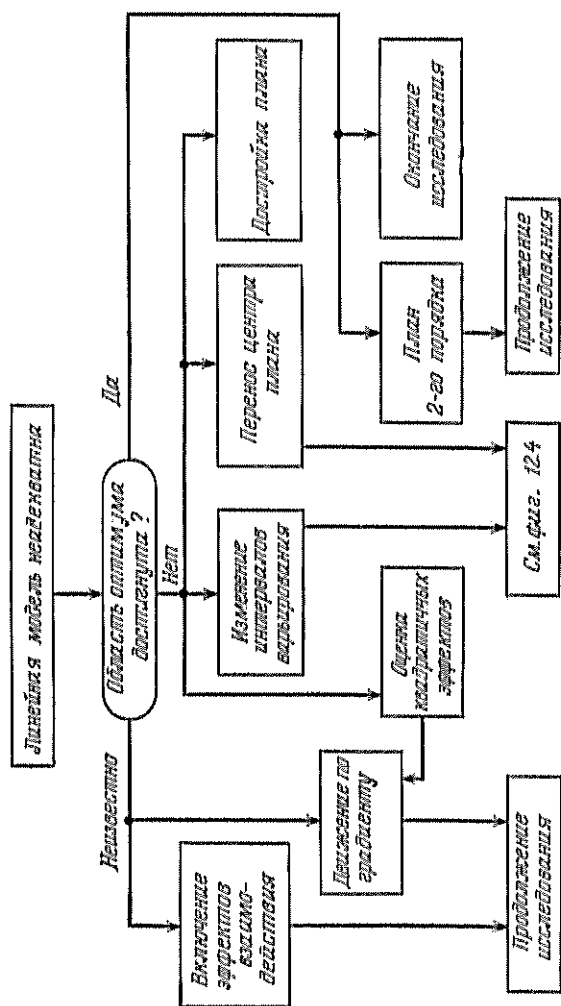 Линейная модель неадекватна
Область оптимума
достигнута?
Неизвестно
Нет
Да
Включение
эффектов
взаимо-
действия
Движение по
градиенту
Оценка
квадратичных
эффектов
Изменение
интервалов
варьирования
Перенос центра
плана
Достройка плана
План
2-го порядка
Окончание
исследования
Продолжение
исследования
См. фиг. 12.4
Продолжение
исследования